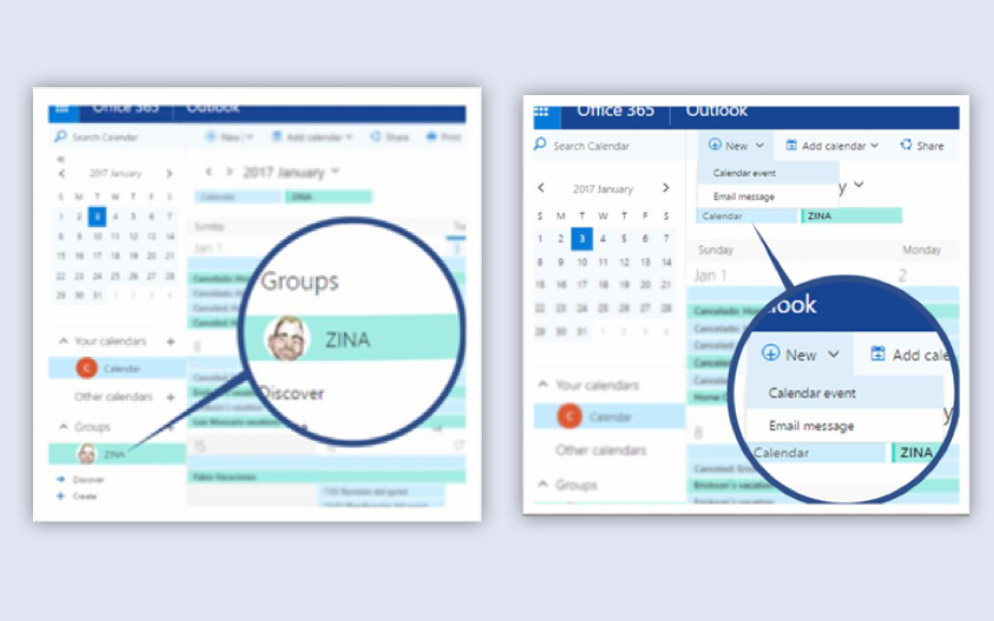 Office 365 Outlook
Search Calendar New Add calendar Share Print
2017 January
2017 January
S M T W T F S
Calendar ZINA
1 2 3 4 5 6 7
Sunday
8 9 10 11 12 13 14
Jan 1
15 16 17 18 19 20 21
22 23 24 25 26 27 28
29 30 31 1 2 3 4
Groups
Your calendars
ZINA
Calendar
Other calendars
Discover
Groups
ZINA
15 17
Discover
Create
Office 365 Outlook
Search Calendar New Add calendar Share
Calendar event
2017 January
Email message
S M T W T F S
Calendar ZINA
1 2 3 4 5 6 7
Sunday Monday
8 9 10 11 12 13 14
Jan 1 2
15 16 17 18 19 20 21
22 23 24 25 26 27 28
29 30 31 1 2 3 4
look
New Add cale
Your calendars
Calendar event
C Calendar
Email message
8
Other calendars
Calendar ZINA
Groups